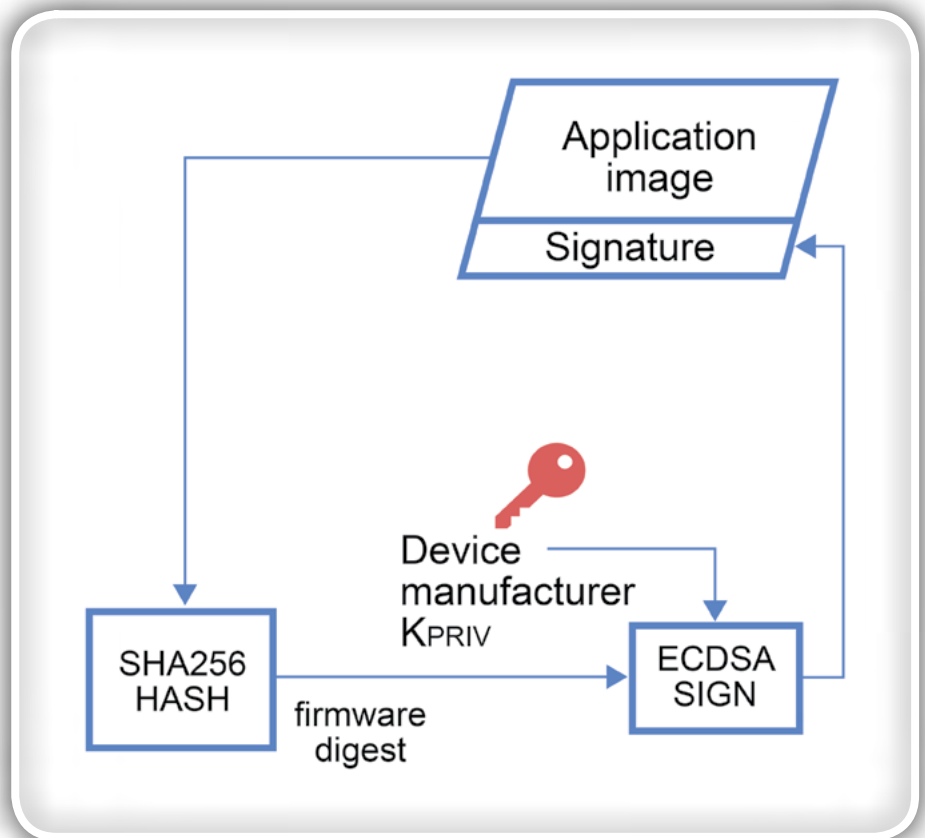 Application
image
Signature
Device
manufacturer
KPRIV
SHA256
HASH
firmware
digest
ECDSA
SIGN